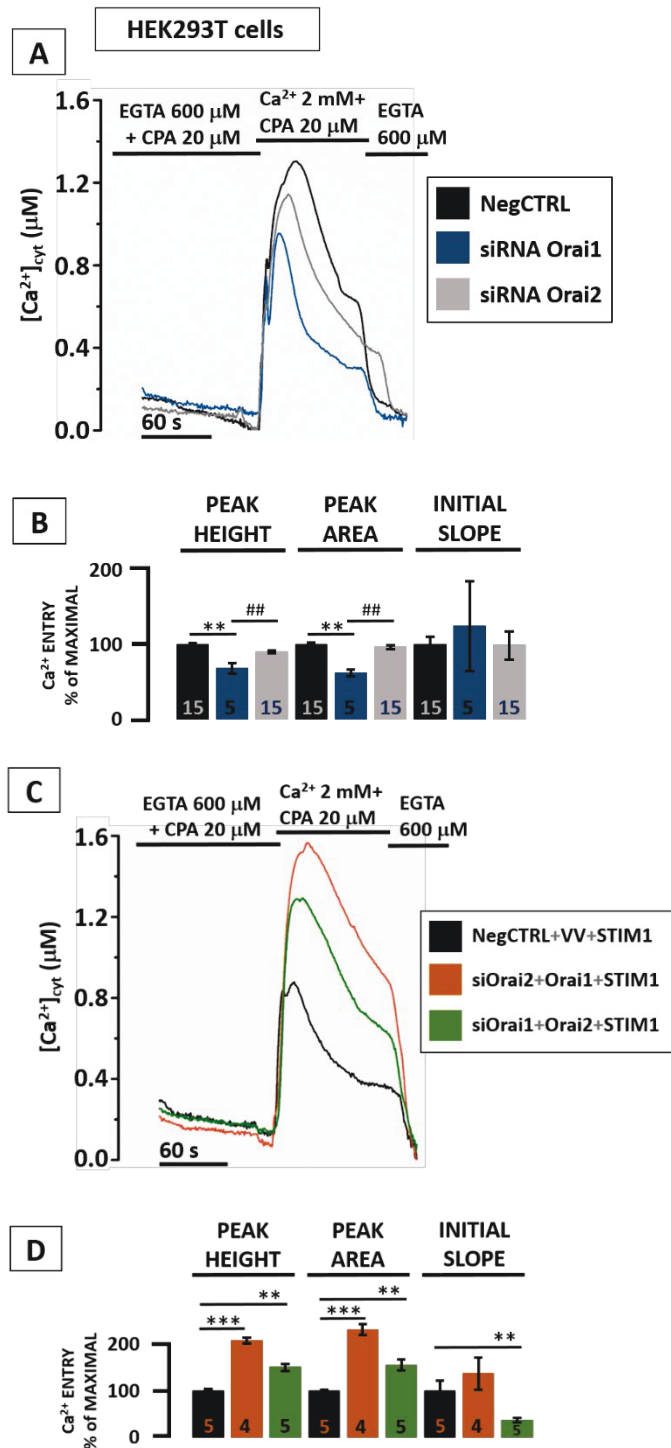 HEK293T cells
A
EGTA 600 μM
+ CPA 20 μM
Ca²⁺ 2 mM+
CPA 20 μM
EGTA
600 μM
1.6
1.2
0.8
0.4
0.0
[Ca²⁺]cyt (μM)
60 s
NegCTRL
siRNA Orai1
siRNA Orai2
B
PEAK
HEIGHT
PEAK
AREA
INITIAL
SLOPE
Ca²⁺ ENTRY
% of MAXIMAL
200
100
0
**
##
**
##
15
5
15
15
5
15
15
5
15
C
EGTA 600 μM
+ CPA 20 μM
Ca²⁺ 2 mM+
CPA 20 μM
EGTA
600 μM
1.6
1.2
0.8
0.4
0.0
[Ca²⁺]cyt (μM)
60 s
NegCTRL+VV+STIM1
siOrai2+Orai1+STIM1
siOrai1+Orai2+STIM1
D
PEAK
HEIGHT
PEAK
AREA
INITIAL
SLOPE
Ca²⁺ ENTRY
% of MAXIMAL
200
100
0
**
***
**
***
**
5
4
5
5
4
5
5
4
5